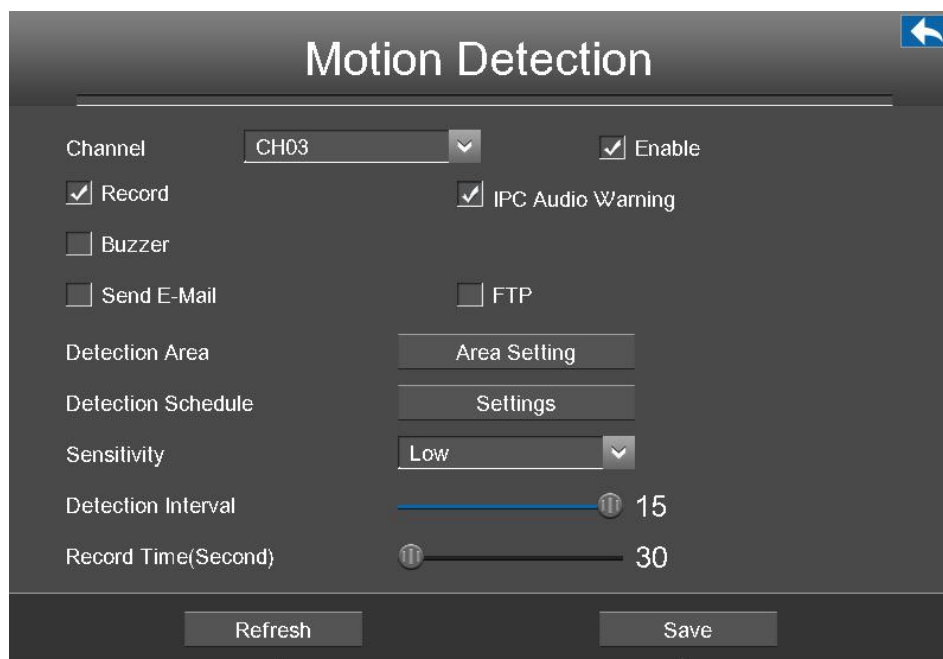 Motion Detection
Channel CH03 Enable
Record IPC Audio Warning
Buzzer
Send E-Mail FTP
Detection Area Area Setting
Detection Schedule Settings
Sensitivity Low
Detection Interval 15
Record Time(Second) 30
Refresh Save